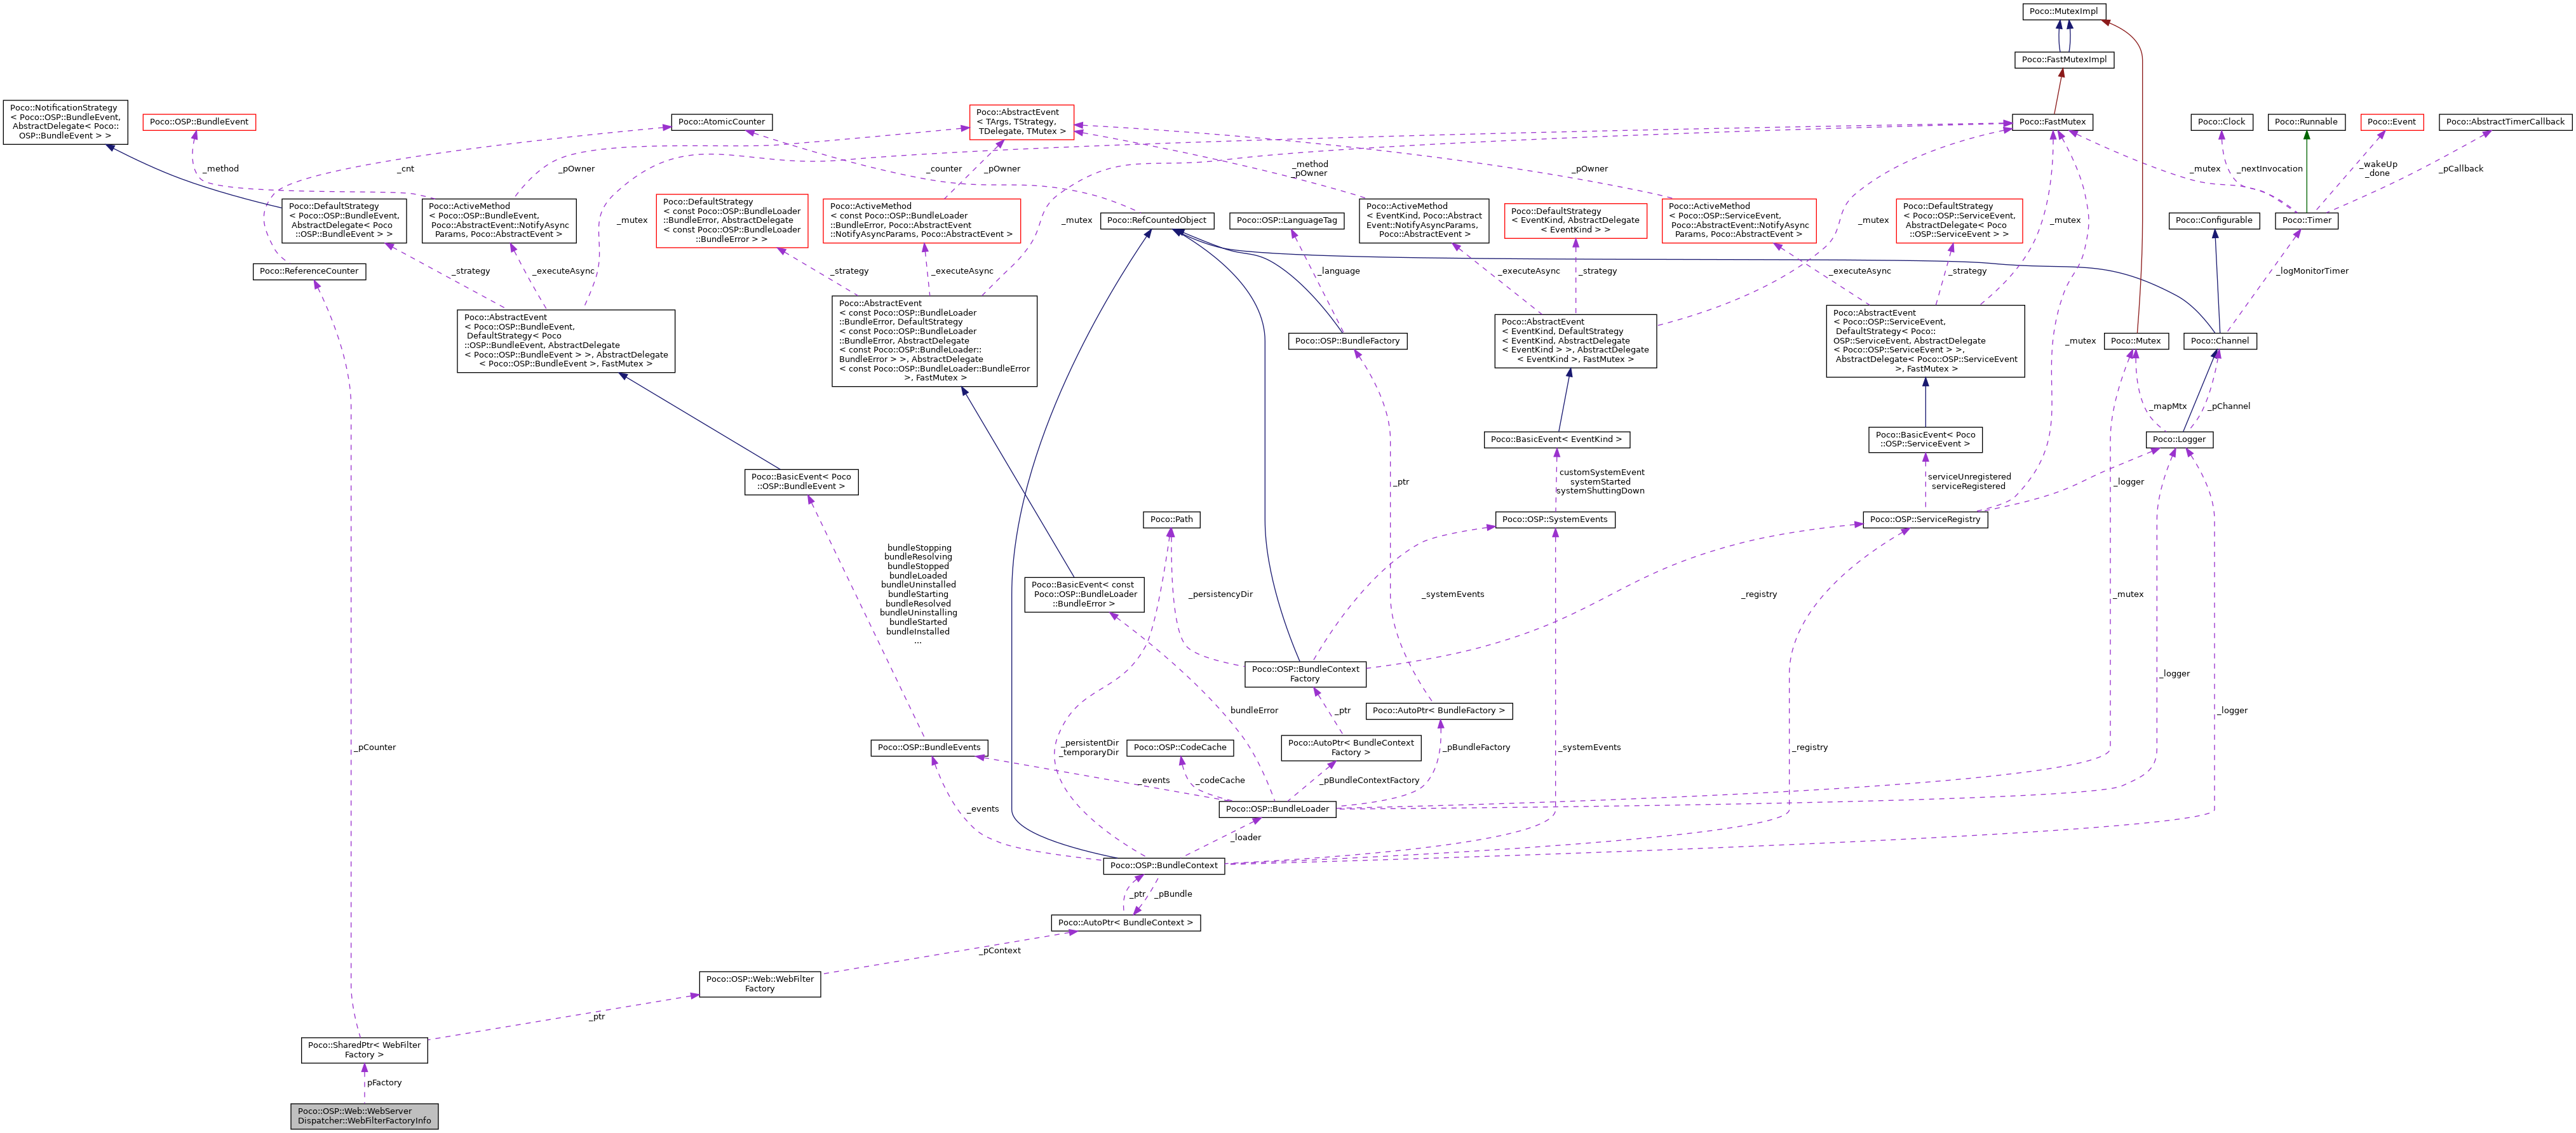 Poco::MutexImpl
Poco::FastMutexImpl
Poco::NotificationStrategy
< Poco::OSP::BundleEvent,
AbstractDelegate< Poco::
OSP::BundleEvent > >
Poco::OSP::BundleEvent
Poco::AtomicCounter
Poco::AbstractEvent
< TArgs, TStrategy,
TDelegate, TMutex >
Poco::FastMutex
Poco::Clock
Poco::Runnable
Poco::Event
Poco::AbstractTimerCallback
_method
_cnt
_pOwner
_counter
_pOwner
_method
_pOwner
_pOwner
_mutex
_nextInvocation
_wakeUp
_done
_pCallback
Poco::DefaultStrategy
< Poco::OSP::BundleEvent,
AbstractDelegate< Poco
::OSP::BundleEvent > >
Poco::ActiveMethod
< Poco::OSP::BundleEvent,
Poco::AbstractEvent::NotifyAsync
Params, Poco::AbstractEvent >
_mutex
Poco::DefaultStrategy
< const Poco::OSP::BundleLoader
::BundleError, AbstractDelegate
< const Poco::OSP::BundleLoader
::BundleError > >
Poco::ActiveMethod
< const Poco::OSP::BundleLoader
::BundleError, Poco::AbstractEvent
::NotifyAsyncParams, Poco::AbstractEvent >
_mutex
Poco::RefCountedObject
Poco::OSP::LanguageTag
Poco::ActiveMethod
< EventKind, Poco::Abstract
Event::NotifyAsyncParams,
Poco::AbstractEvent >
Poco::DefaultStrategy
< EventKind, AbstractDelegate
< EventKind > >
Poco::ActiveMethod
< Poco::OSP::ServiceEvent,
Poco::AbstractEvent::NotifyAsync
Params, Poco::AbstractEvent >
_mutex
Poco::DefaultStrategy
< Poco::OSP::ServiceEvent,
AbstractDelegate< Poco
::OSP::ServiceEvent > >
_mutex
Poco::Configurable
Poco::Timer
Poco::ReferenceCounter
_strategy
_executeAsync
_strategy
_executeAsync
_language
_executeAsync
_strategy
_executeAsync
_strategy
_logMonitorTimer
Poco::AbstractEvent
< Poco::OSP::BundleEvent,
DefaultStrategy< Poco
::OSP::BundleEvent, AbstractDelegate
< Poco::OSP::BundleEvent > >, AbstractDelegate
< Poco::OSP::BundleEvent >, FastMutex >
Poco::AbstractEvent
< const Poco::OSP::BundleLoader
::BundleError, DefaultStrategy
< const Poco::OSP::BundleLoader
::BundleError, AbstractDelegate
< const Poco::OSP::BundleLoader::
BundleError > >, AbstractDelegate
< const Poco::OSP::BundleLoader::BundleError
>, FastMutex >
Poco::OSP::BundleFactory
Poco::AbstractEvent
< EventKind, DefaultStrategy
< EventKind, AbstractDelegate
< EventKind > >, AbstractDelegate
< EventKind >, FastMutex >
Poco::AbstractEvent
< Poco::OSP::ServiceEvent,
DefaultStrategy< Poco::
OSP::ServiceEvent, AbstractDelegate
< Poco::OSP::ServiceEvent > >,
AbstractDelegate< Poco::OSP::ServiceEvent
>, FastMutex >
_mutex
Poco::Mutex
Poco::Channel
_mapMtx
_pChannel
Poco::BasicEvent< EventKind >
Poco::BasicEvent< Poco
::OSP::ServiceEvent >
Poco::Logger
Poco::BasicEvent< Poco
::OSP::BundleEvent >
_ptr
customSystemEvent
systemStarted
systemShuttingDown
serviceUnregistered
serviceRegistered
_logger
Poco::Path
Poco::OSP::SystemEvents
Poco::OSP::ServiceRegistry
bundleStopping
bundleResolving
bundleStopped
bundleLoaded
bundleUninstalled
bundleStarting
bundleResolved
bundleUninstalling
bundleStarted
bundleInstalled
...
Poco::BasicEvent< const
Poco::OSP::BundleLoader
::BundleError >
_persistencyDir
_systemEvents
_registry
_mutex
Poco::OSP::BundleContext
Factory
_logger
bundleError
_ptr
Poco::AutoPtr< BundleFactory >
_logger
_pCounter
Poco::OSP::BundleEvents
_persistentDir
_temporaryDir
Poco::OSP::CodeCache
Poco::AutoPtr< BundleContext
Factory >
_pBundleFactory
_systemEvents
_registry
_events
_codeCache
_pBundleContextFactory
_events
Poco::OSP::BundleLoader
_loader
Poco::OSP::BundleContext
_ptr
_pBundle
Poco::AutoPtr< BundleContext >
_pContext
Poco::OSP::Web::WebFilter
Factory
_ptr
Poco::SharedPtr< WebFilter
Factory >
pFactory
Poco::OSP::Web::WebServer
Dispatcher::WebFilterFactoryInfo